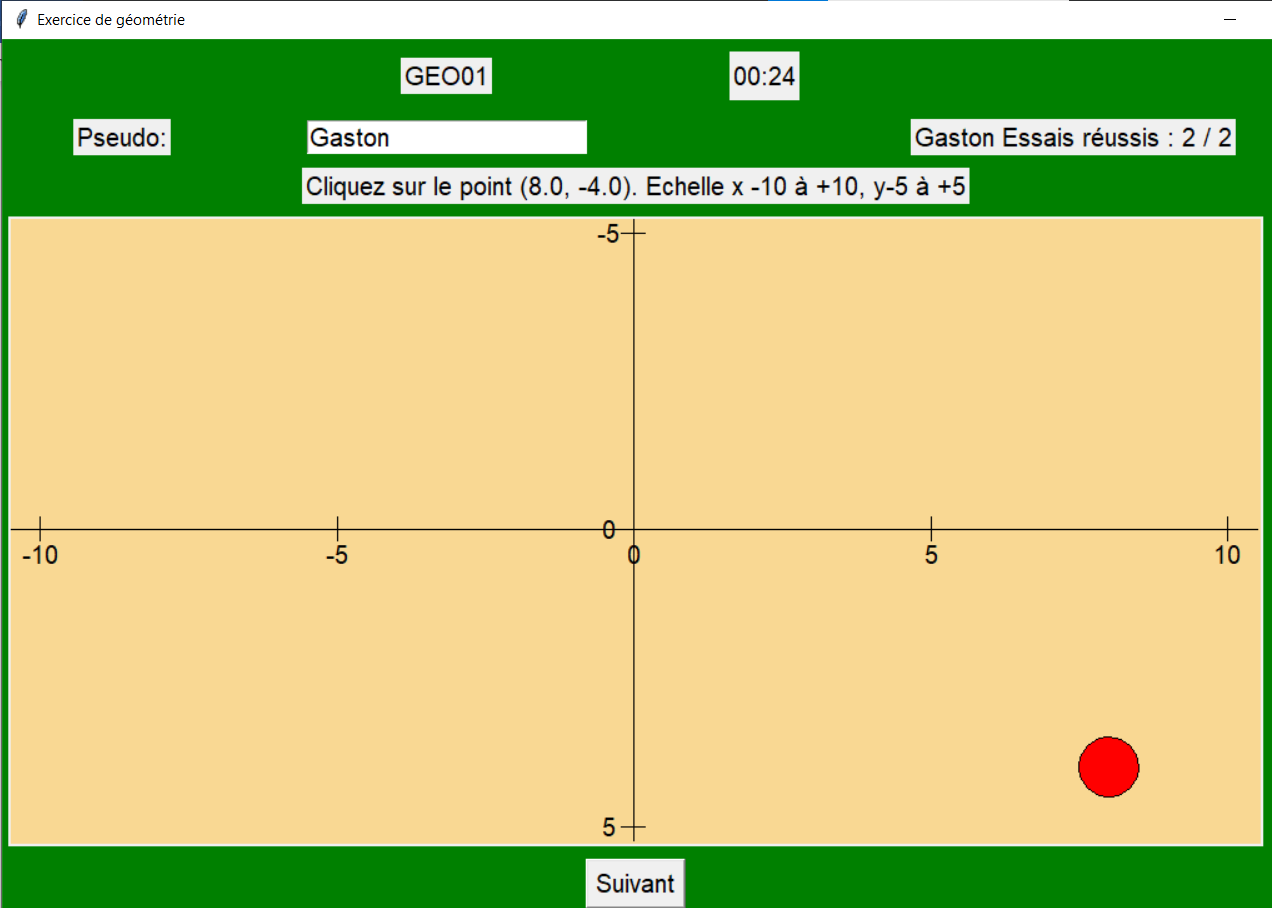 Exercice de géométrie
GEO01
00:24
Pseudo:
Gaston
Gaston Essais réussis : 2 / 2
Cliquez sur le point (8.0, -4.0). Echelle x -10 à +10, y-5 à +5
-5
0
-10
-5
0
5
10
5
Suivant